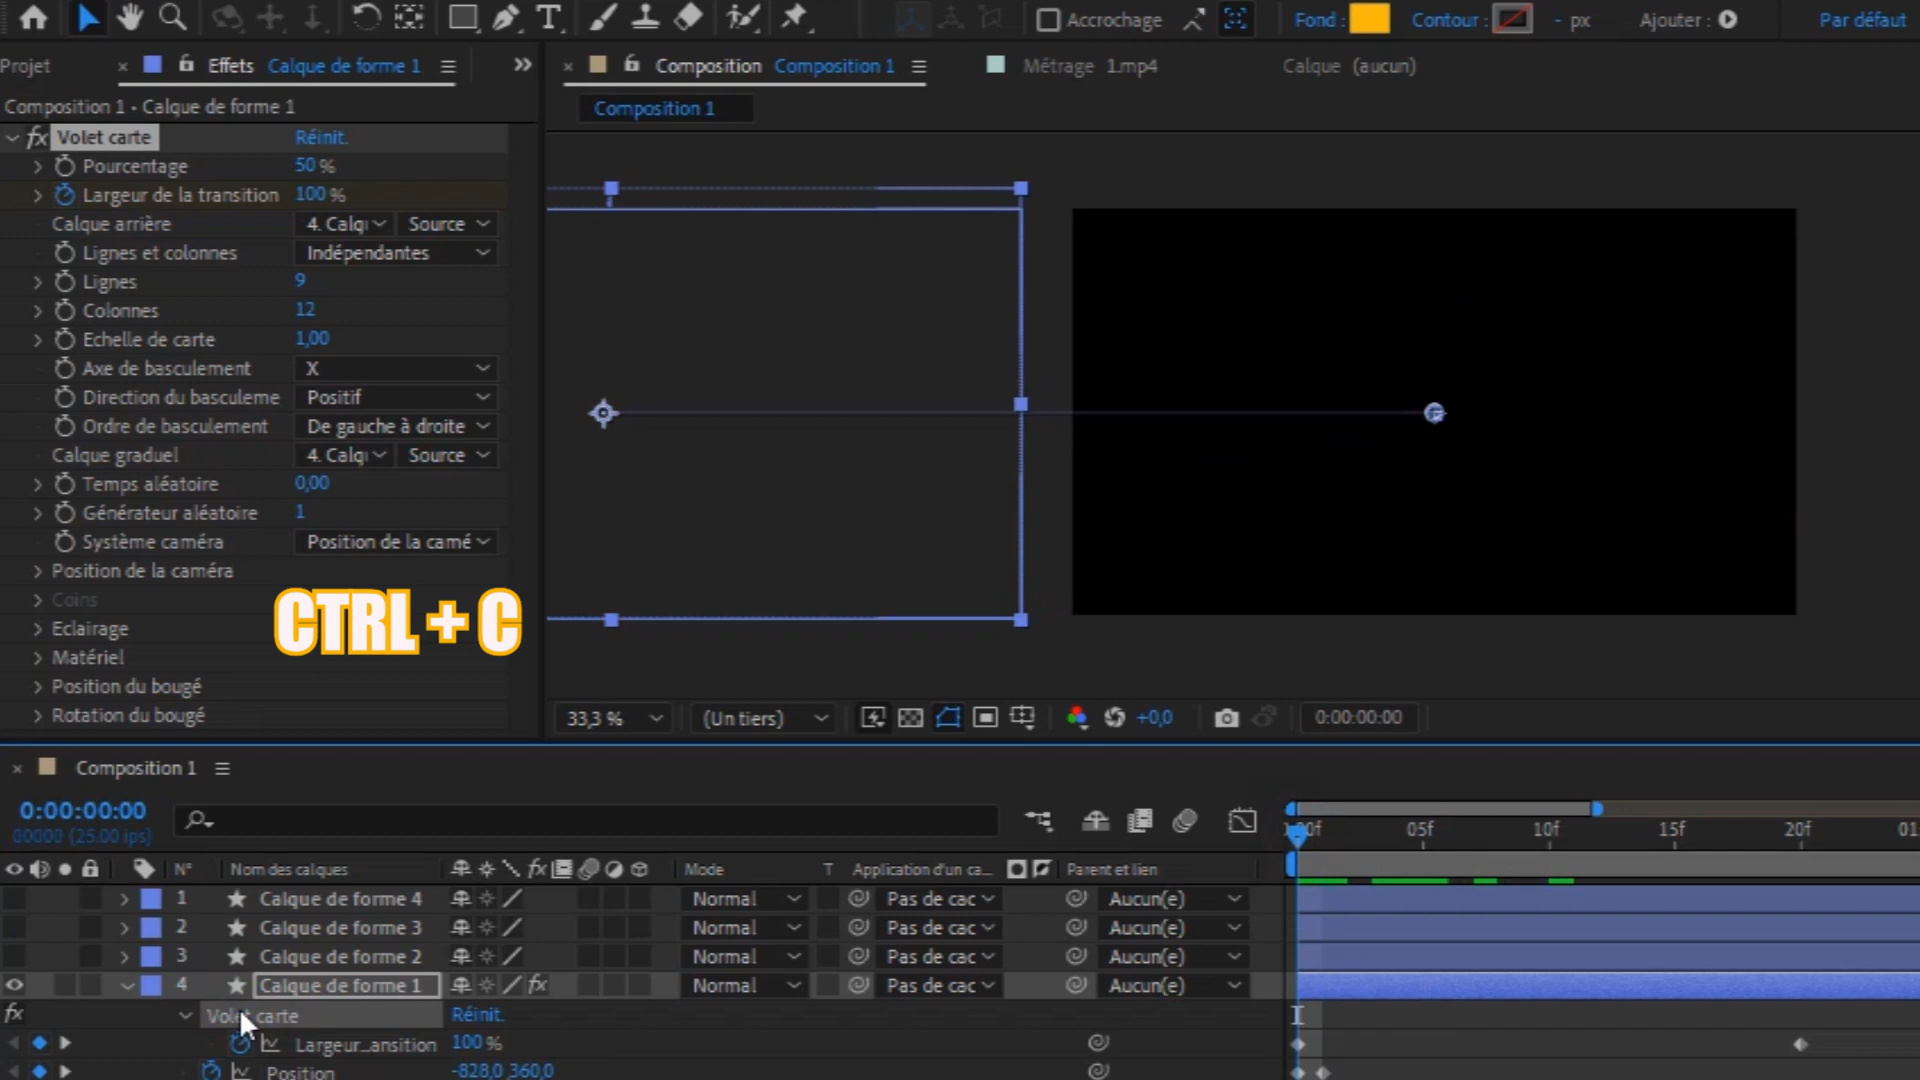 Accrochage
Fond :
Contour :
- px
Ajouter :
Par défaut
Projet
Effets Calque de forme 1
Composition Composition 1
Métrage 1.mp4
Calque (aucun)
Composition 1 • Calque de forme 1
Composition 1
fx Volet carte Réinit.
Pourcentage 50 %
Largeur de la transition 100 %
Calque arrière 4. Calqu Source
Lignes et colonnes Indépendantes
Lignes 9
Colonnes 12
Echelle de carte 1,00
Axe de basculement X
Direction du basculeme Positif
Ordre de basculement De gauche à droite
Calque graduel 4. Calqu Source
Temps aléatoire 0,00
Générateur aléatoire 1
Système caméra Position de la camé
Position de la caméra
Coins
Eclairage
Matériel
Position du bougé
Rotation du bougé
CTRL + C
33,3 % (Un tiers) +0,0 0:00:00:00
Composition 1
0:00:00:00
00000 (25.00 ips)
05f 10f 15f 20f
N° Nom des calques fx Mode T Application d'un ca... Parent et lien
1 Calque de forme 4 Normal Pas de cac Aucun(e)
2 Calque de forme 3 Normal Pas de cac Aucun(e)
3 Calque de forme 2 Normal Pas de cac Aucun(e)
4 Calque de forme 1 fx Normal Pas de cac Aucun(e)
fx Volet carte Réinit.
Largeur_ansition 100 %
Position -828,0 ,360,0